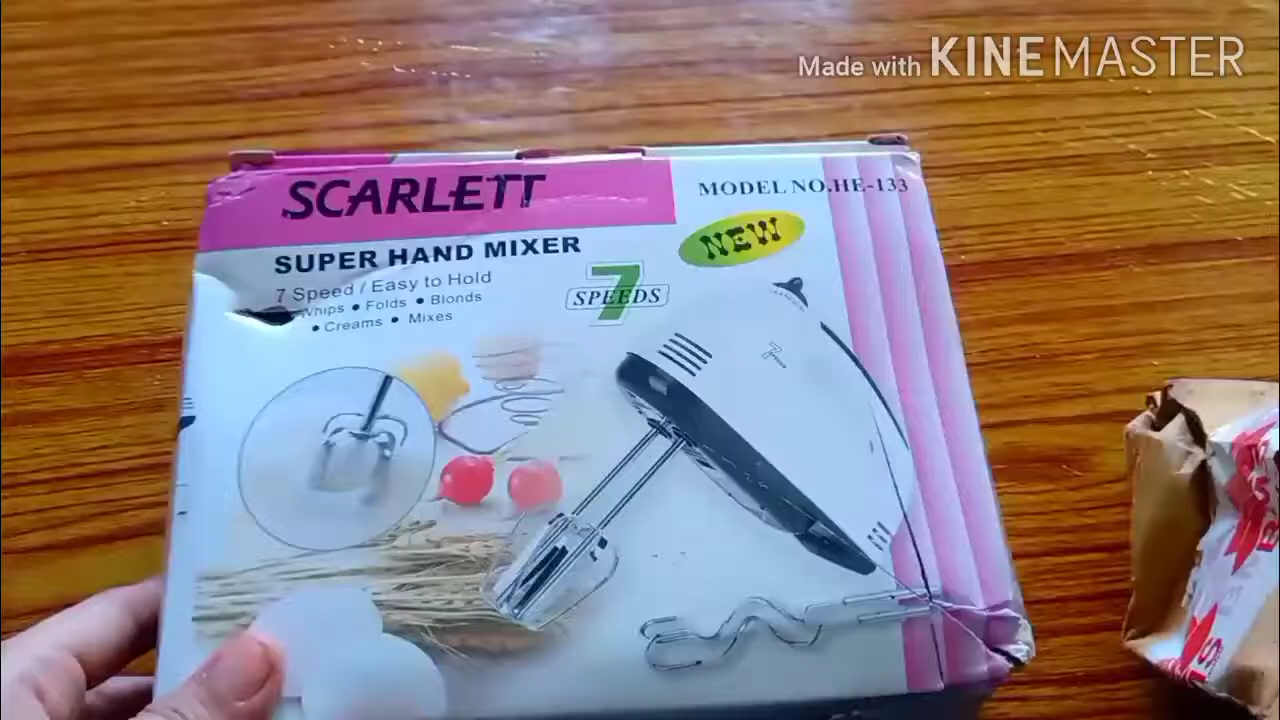 Made with KINEMASTER
SCARLETT
MODEL NO.HE-133
SUPER HAND MIXER
NEW
7 Speed / Easy to Hold
7
SPEEDS
Whips • Folds • Blonds
• Creams • Mixes
7